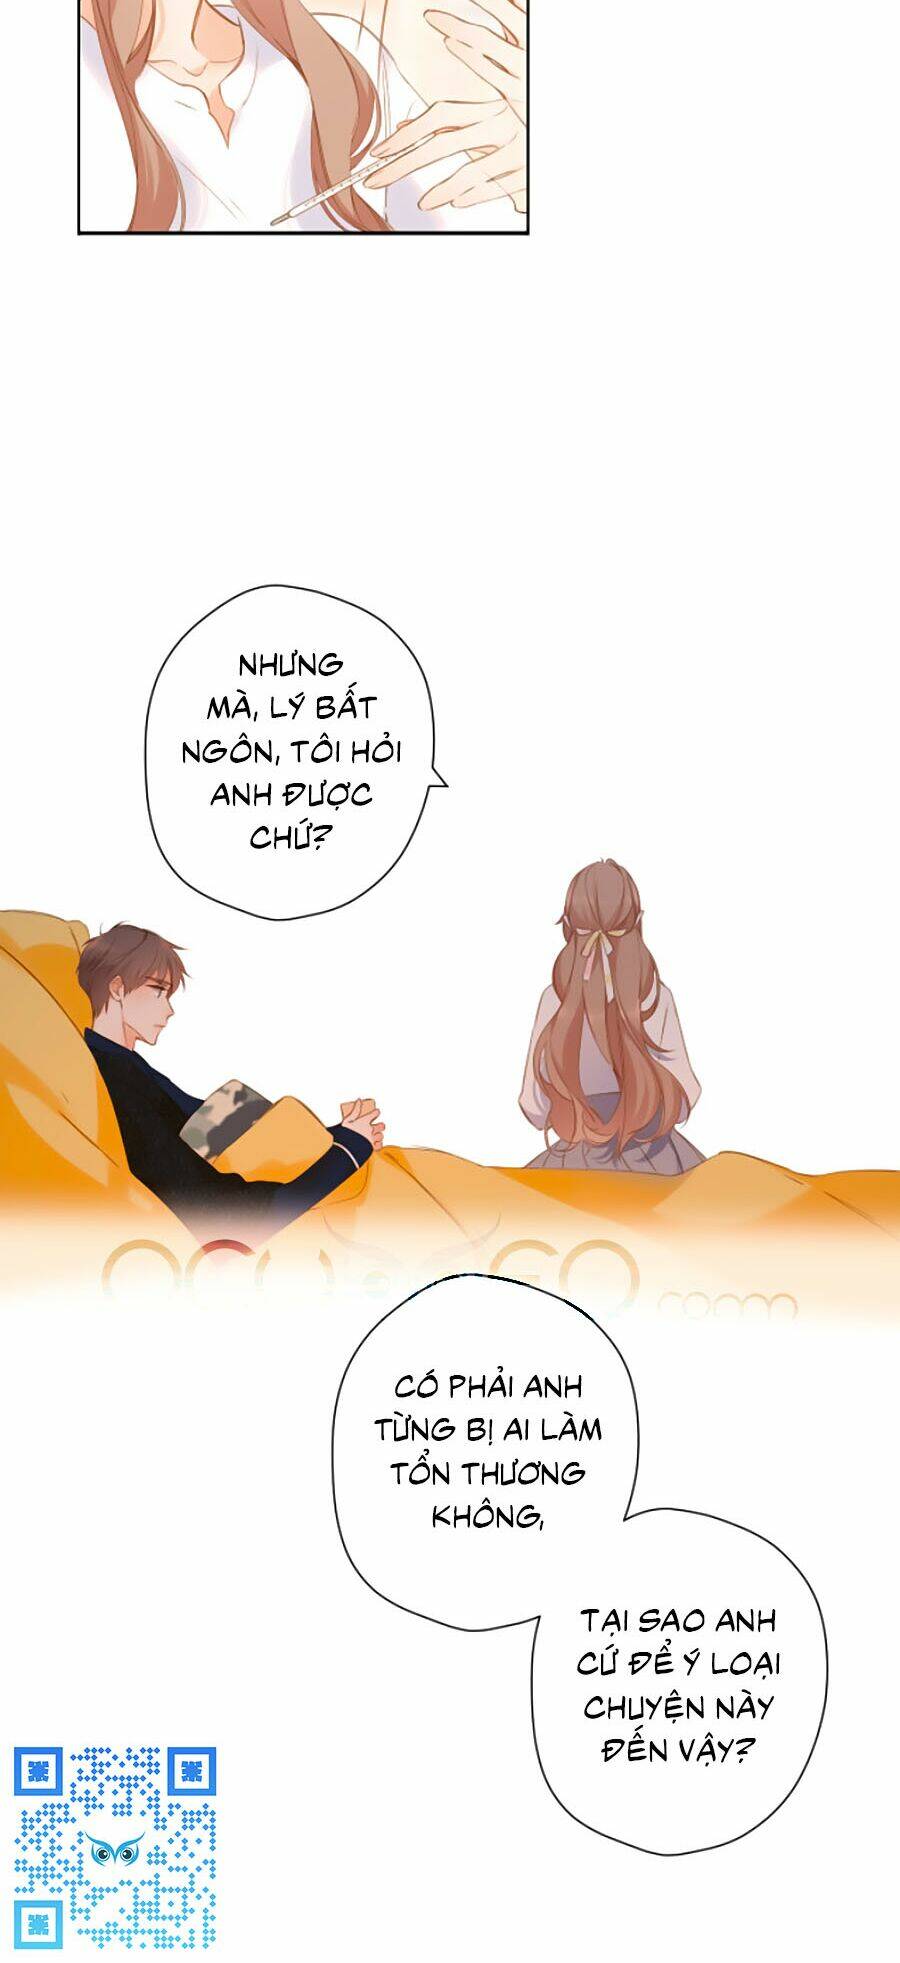 NHƯNG
MÀ, LÝ BẤT
NGÔN, TÔI HỎI
ANH ĐƯỢC
CHỨ?
CÓ PHẢI ANH
TỪNG BỊ AI LÀM
TỔN THƯƠNG
KHÔNG,
TẠI SAO ANH
CỨ ĐỂ Ý LOẠI
CHUYỆN NÀY
ĐẾN VẬY?